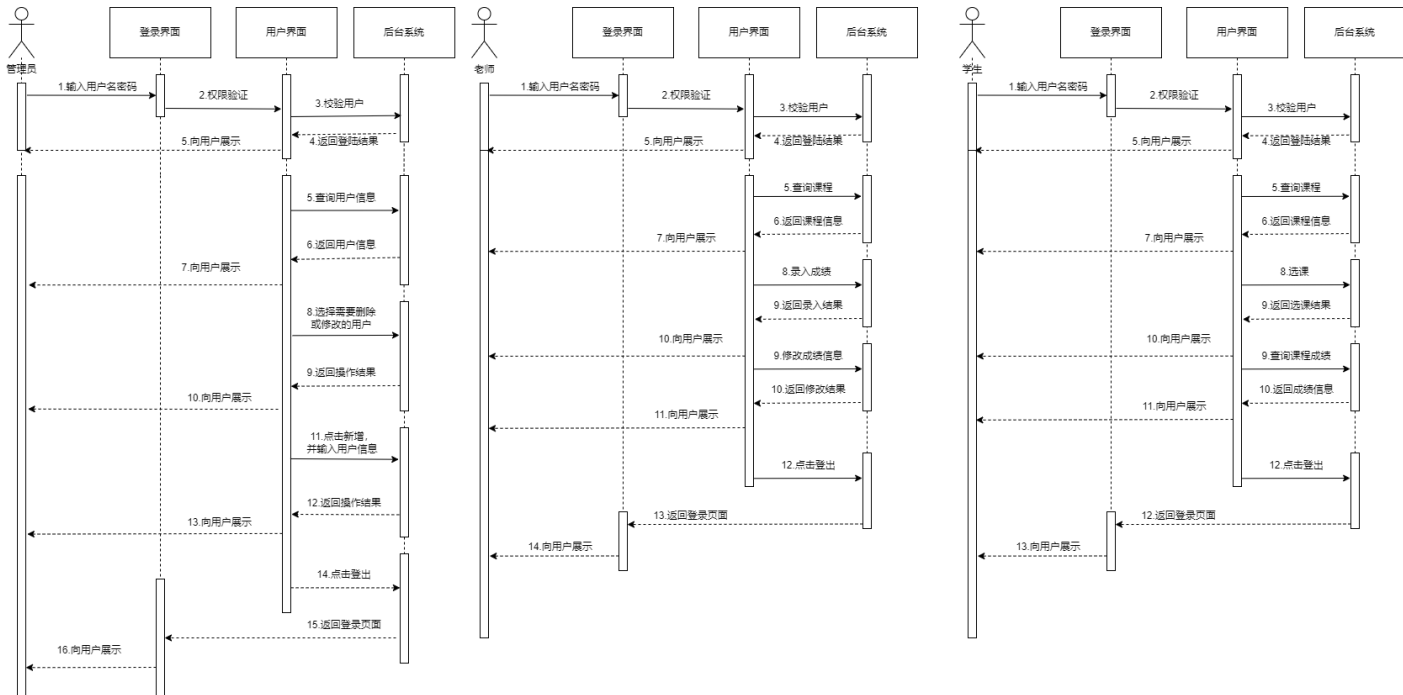 登录界面
用户界面
后台系统
管理员
1.输入用户名密码
2.权限验证
3.校验用户
4.返回登陆结果
5.向用户展示
5.查询用户信息
6.返回用户信息
7.向用户展示
8.选择需要删除
或修改的用户
9.返回操作结果
10.向用户展示
11.点击新增，
并输入用户信息
12.返回操作结果
13.向用户展示
14.点击登出
15.返回登录页面
16.向用户展示
登录界面
用户界面
后台系统
老师
1.输入用户名密码
2.权限验证
3.校验用户
4.返回登陆结果
5.向用户展示
5.查询课程
6.返回课程信息
7.向用户展示
8.录入成绩
9.返回录入结果
10.向用户展示
9.修改成绩信息
10.返回修改结果
11.向用户展示
12.点击登出
13.返回登录页面
14.向用户展示
登录界面
用户界面
后台系统
学生
1.输入用户名密码
2.权限验证
3.校验用户
4.返回登陆结果
5.向用户展示
5.查询课程
6.返回课程信息
7.向用户展示
8.选课
9.返回选课结果
10.向用户展示
9.查询课程成绩
10.返回成绩信息
11.向用户展示
12.点击登出
12.返回登录页面
13.向用户展示